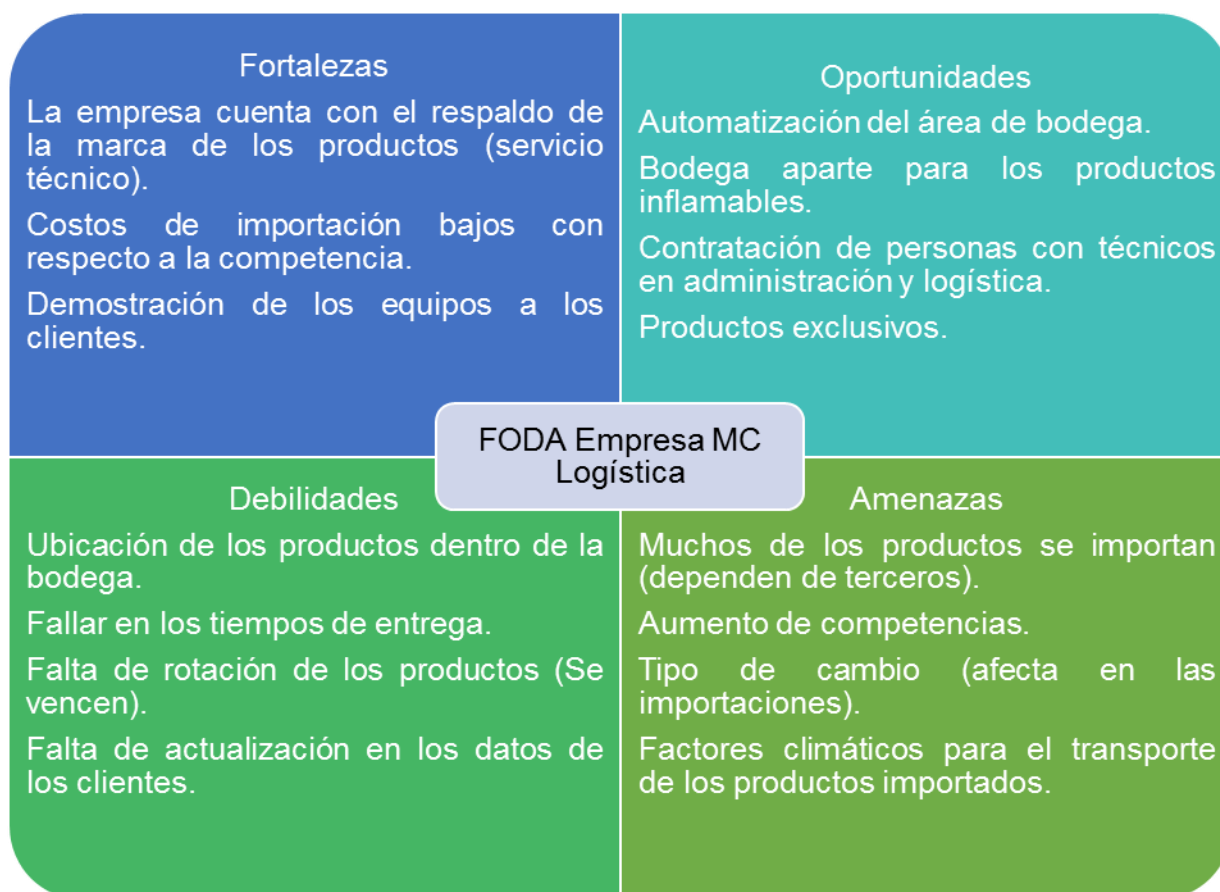 Fortalezas
La empresa cuenta con el respaldo de
la marca de los productos (servicio
técnico).
Costos de importación bajos con
respecto a la competencia.
Demostración de los equipos a los
clientes.
Oportunidades
Automatización del área de bodega.
Bodega aparte para los productos
inflamables.
Contratación de personas con técnicos
en administración y logística.
Productos exclusivos.
FODA Empresa MC
Logística
Debilidades
Ubicación de los productos dentro de la
bodega.
Fallar en los tiempos de entrega.
Falta de rotación de los productos (Se
vencen).
Falta de actualización en los datos de
los clientes.
Amenazas
Muchos de los productos se importan
(dependen de terceros).
Aumento de competencias.
Tipo de cambio (afecta en las
importaciones).
Factores climáticos para el transporte
de los productos importados.